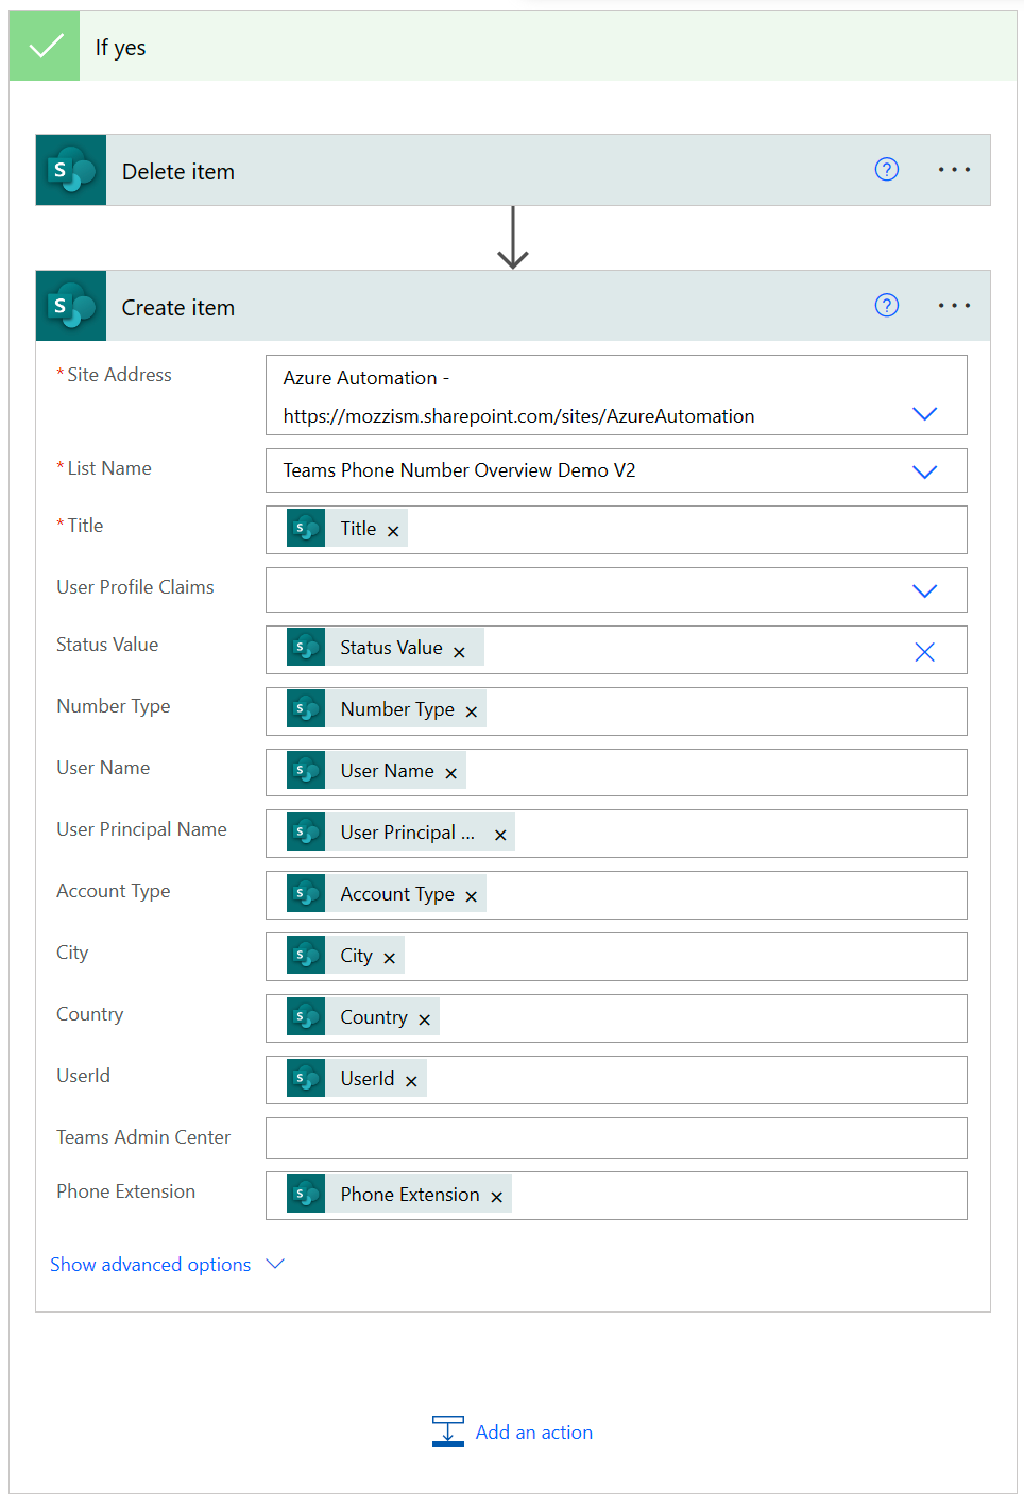 If yes
Delete item
Create item
* Site Address
Azure Automation -
https://mozzism.sharepoint.com/sites/AzureAutomation
* List Name
Teams Phone Number Overview Demo V2
* Title
Title ×
User Profile Claims
Status Value
Status Value ×
Number Type
Number Type ×
User Name
User Name ×
User Principal Name
User Principal ... ×
Account Type
Account Type ×
City
City ×
Country
Country ×
UserId
UserId ×
Teams Admin Center
Phone Extension
Phone Extension ×
Show advanced options
Add an action